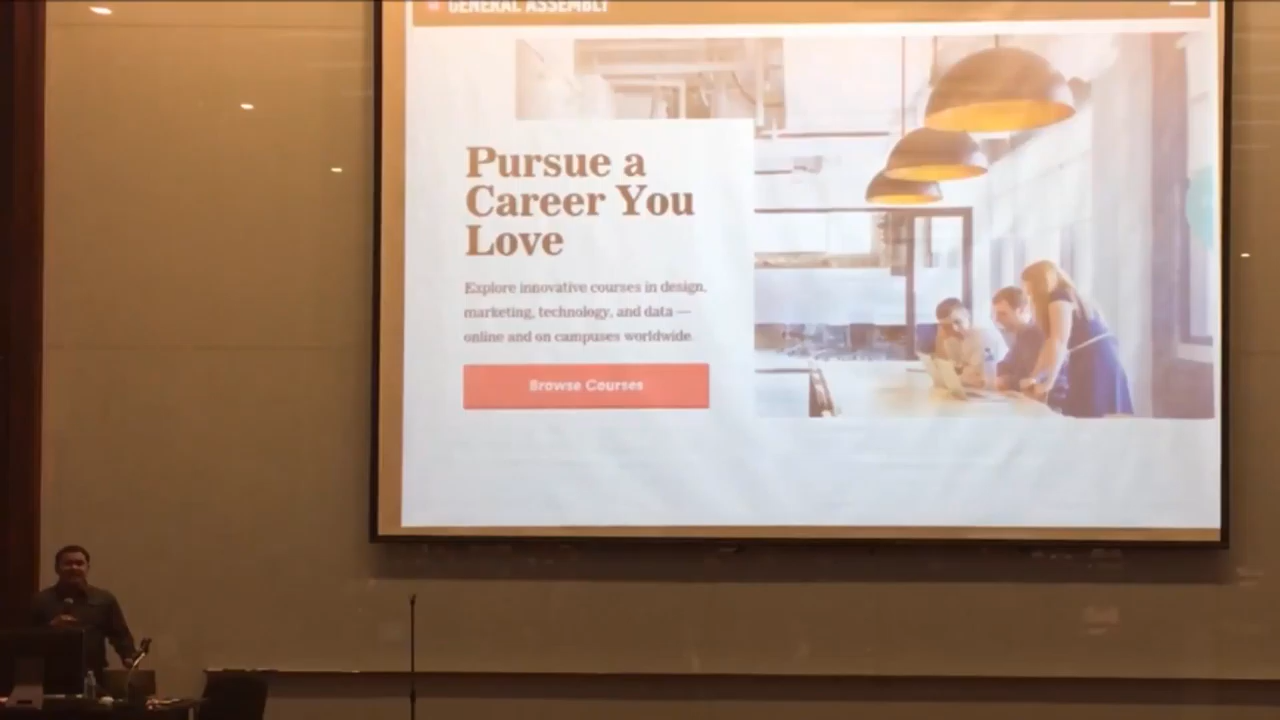 GENERAL ASSEMBLY
Pursue a
Career You
Love
Explore innovative courses in design,
marketing, technology, and data —
online and on campuses worldwide.
Browse Courses